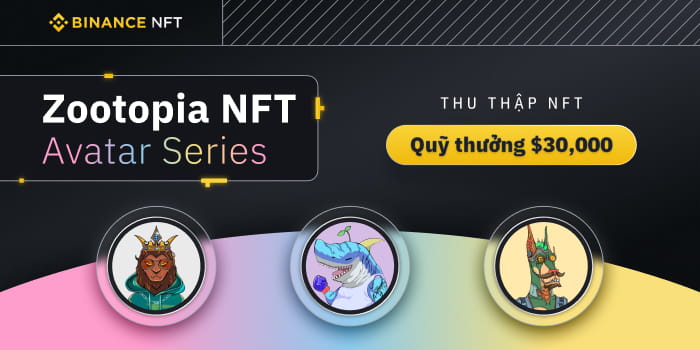 BINANCE NFT
Zootopia NFT
Avatar Series
THU THẬP NFT
Quỹ thưởng $30,000